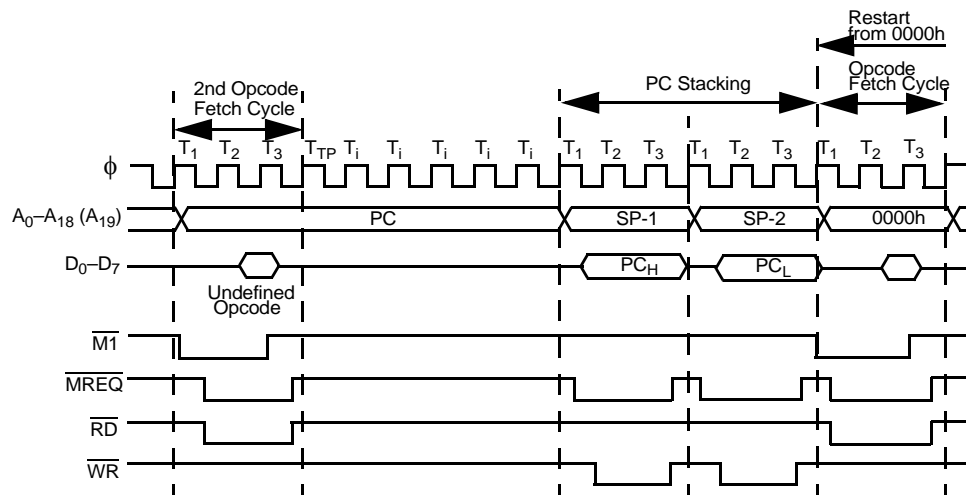 Restart
from 0000h
2nd Opcode
Fetch Cycle
PC Stacking
Opcode
Fetch Cycle
T1 T2 T3 TTP Ti Ti Ti Ti Ti T1 T2 T3 T1 T2 T3 T1 T2 T3
ϕ
A0–A18 (A19) PC SP-1 SP-2 0000h
D0–D7 PCH PCL
Undefined
Opcode
M1
MREQ
RD
WR